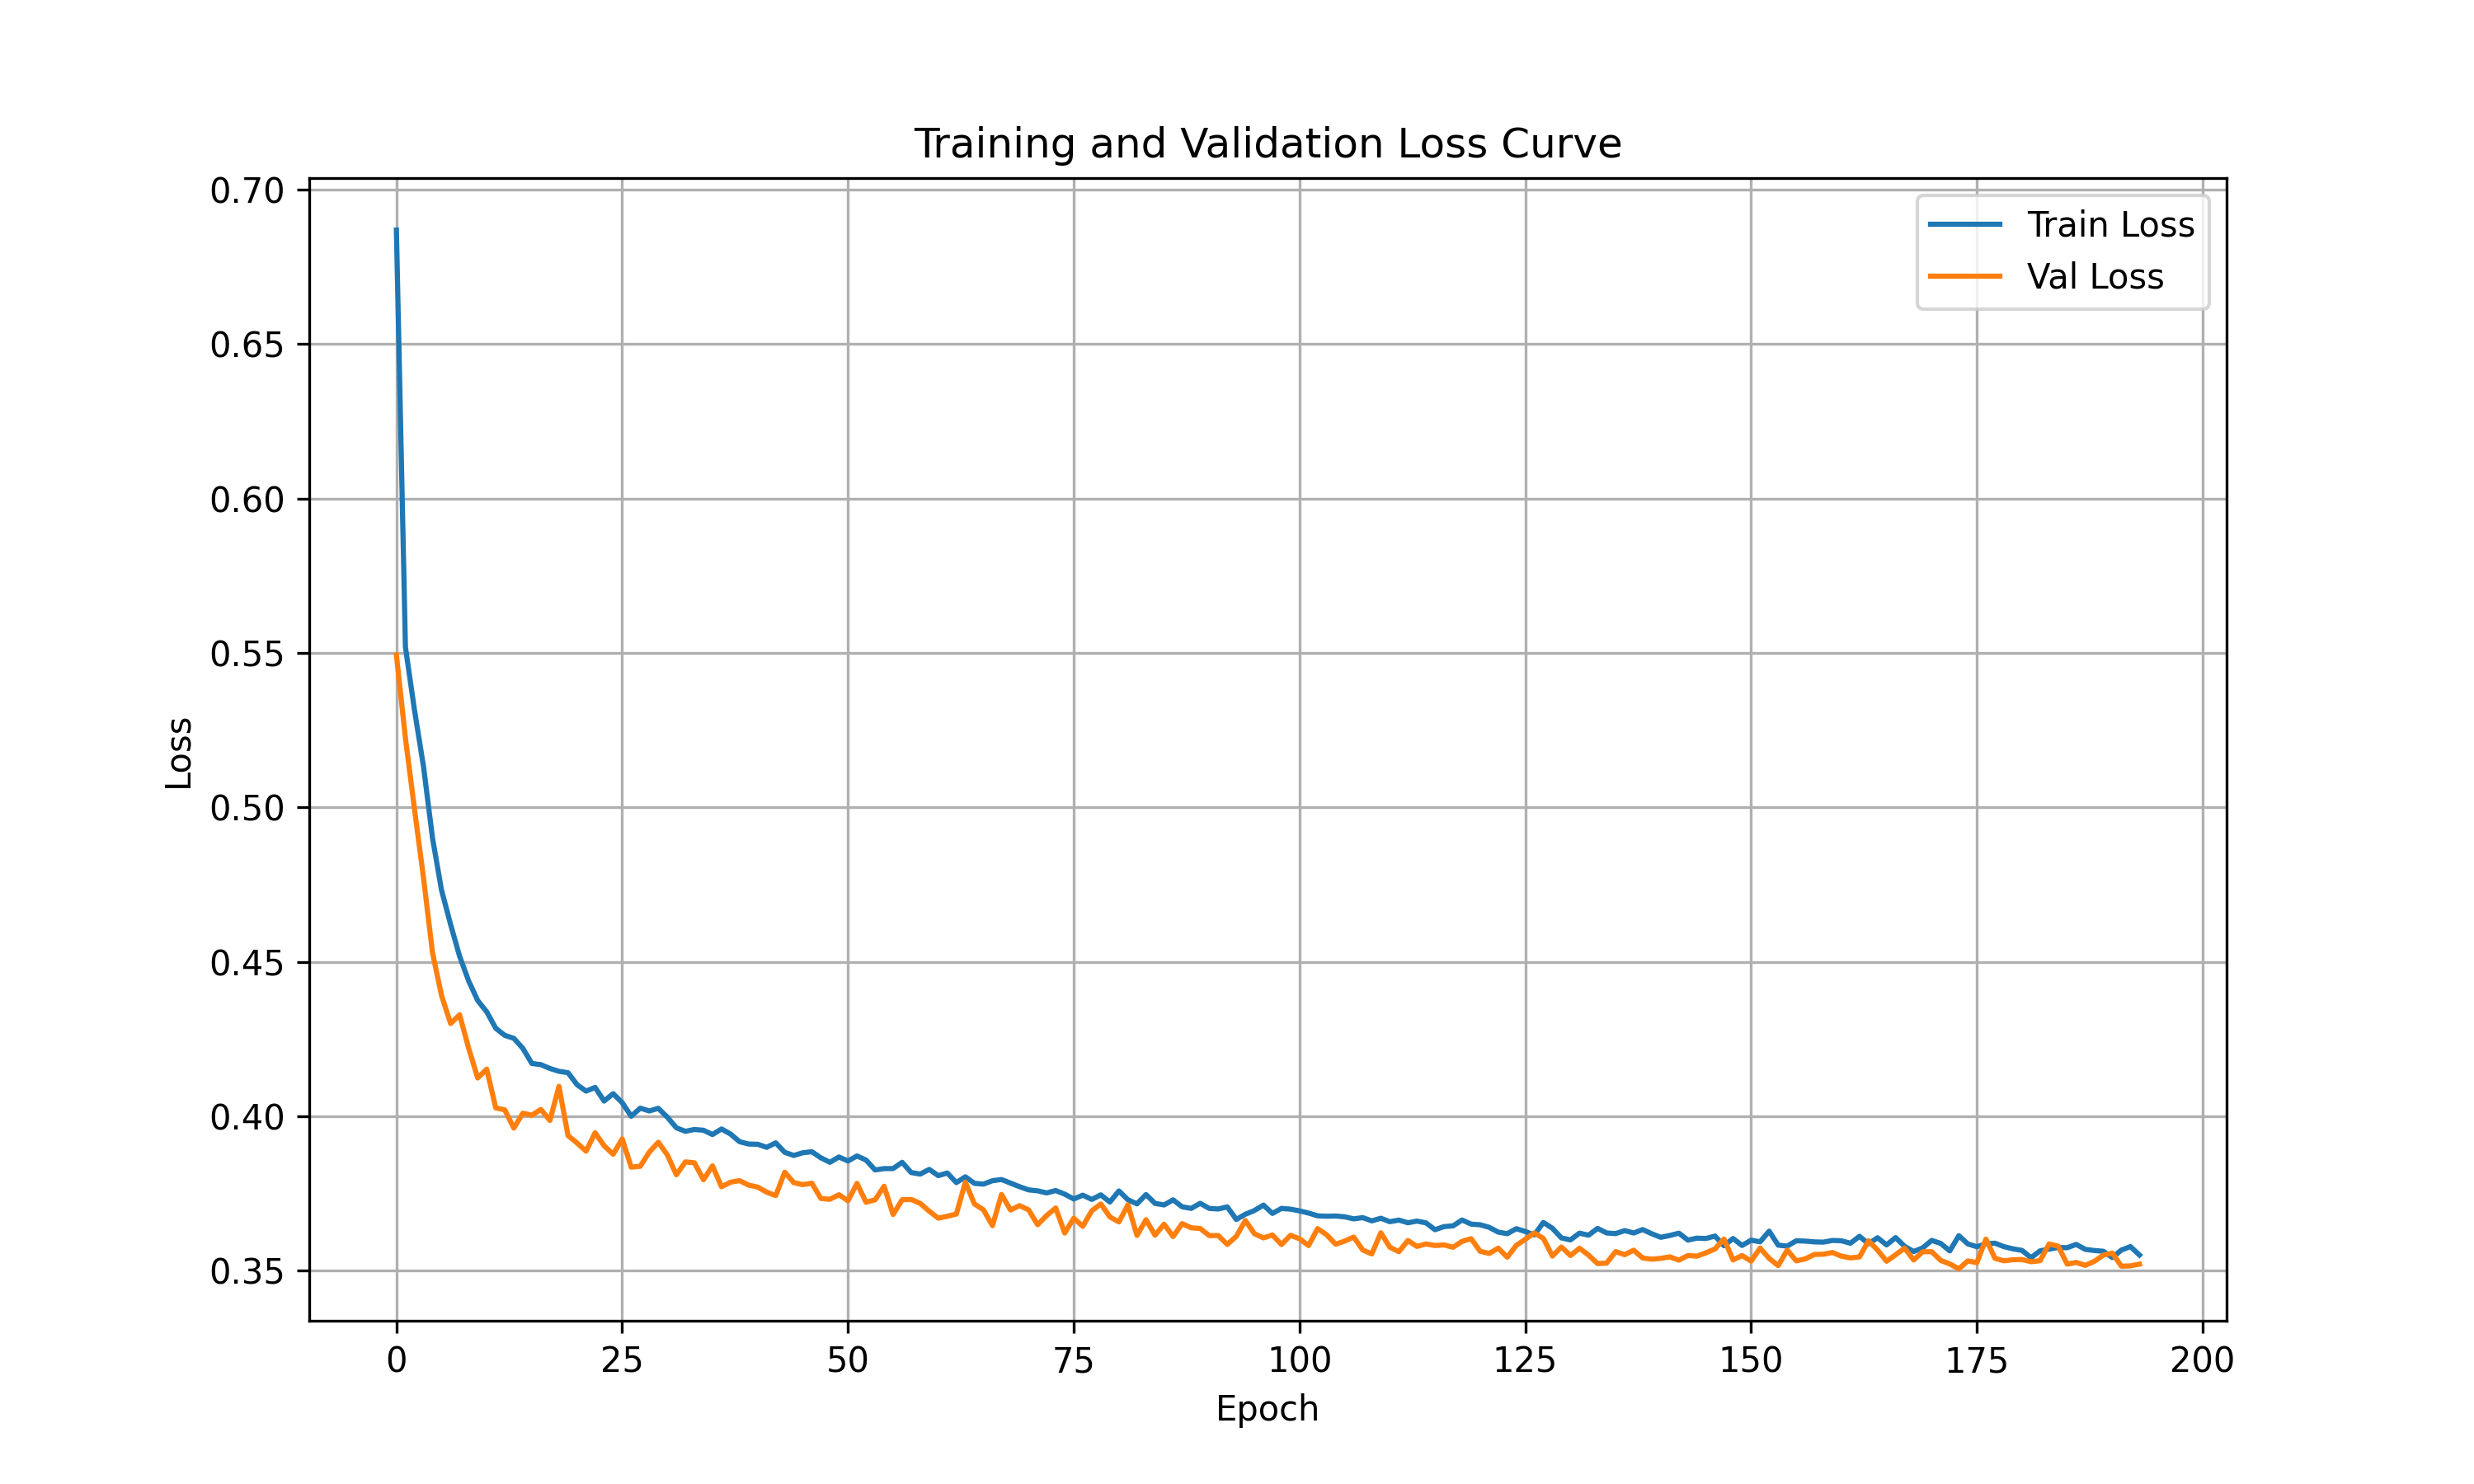 Training and Validation Loss Curve
Train Loss
Val Loss
0.70
0.65
0.60
0.55
0.50
0.45
0.40
0.35
Loss
0 25 50 75 100 125 150 175 200
Epoch